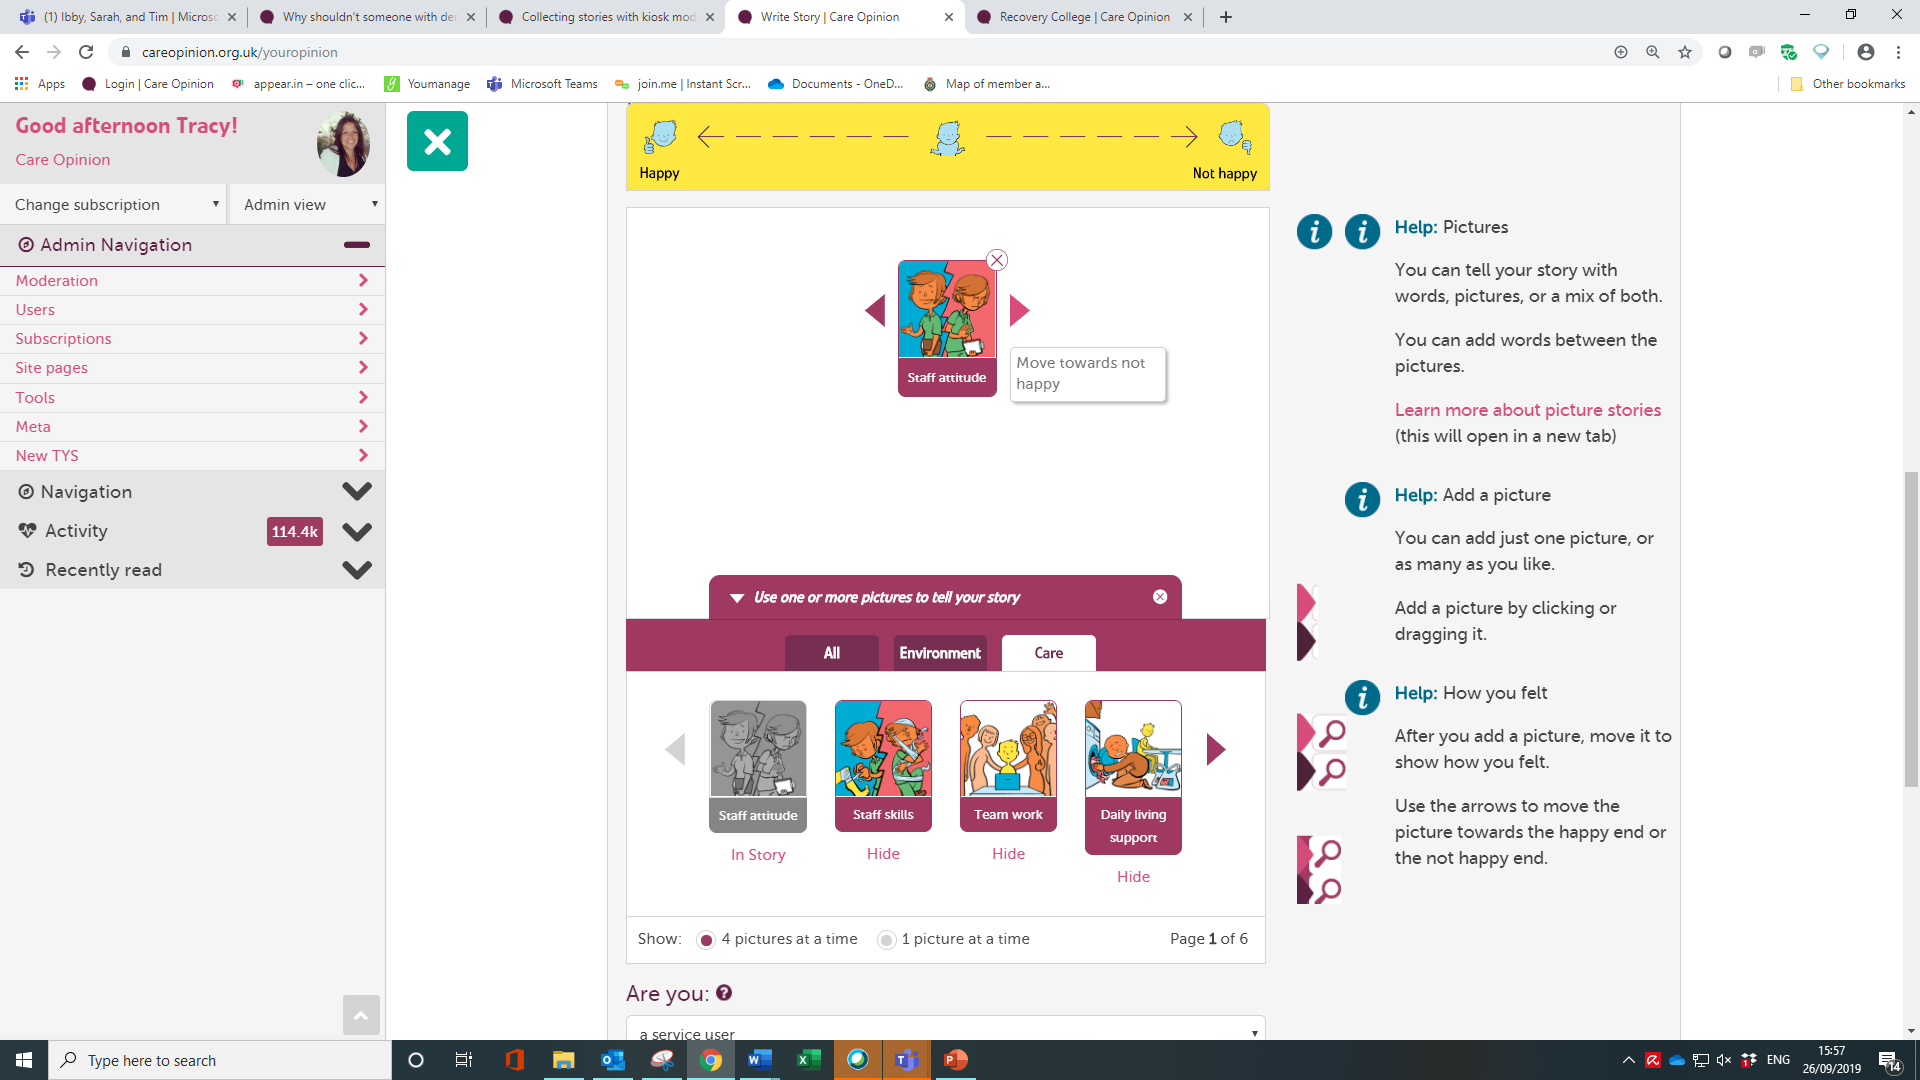 (1) Ibby, Sarah, and Tim | Micros
Why shouldn't someone with de
Collecting stories with kiosk mod
Write Story | Care Opinion
Recovery College | Care Opinion
careopinion.org.uk/youropinion
Apps
Login | Care Opinion
appear.in – one clic...
Youmanage
Microsoft Teams
join.me | Instant Scr...
Documents - OneD...
Map of member a...
Other bookmarks
Good afternoon Tracy!
Care Opinion
Change subscription
Admin view
Admin Navigation
Moderation
Users
Subscriptions
Site pages
Tools
Meta
New TYS
Navigation
Activity
114.4k
Recently read
Happy
Not happy
Staff attitude
Move towards not
happy
Use one or more pictures to tell your story
All
Environment
Care
Staff attitude
Staff skills
Team work
Daily living
support
In Story
Hide
Hide
Hide
Show:
4 pictures at a time
1 picture at a time
Page 1 of 6
Are you:
a service user
Help: Pictures
You can tell your story with
words, pictures, or a mix of both.
You can add words between the
pictures.
Learn more about picture stories
(this will open in a new tab)
Help: Add a picture
You can add just one picture, or
as many as you like.
Add a picture by clicking or
dragging it.
Help: How you felt
After you add a picture, move it to
show how you felt.
Use the arrows to move the
picture towards the happy end or
the not happy end.
Type here to search
ENG
15:57
26/09/2019
14